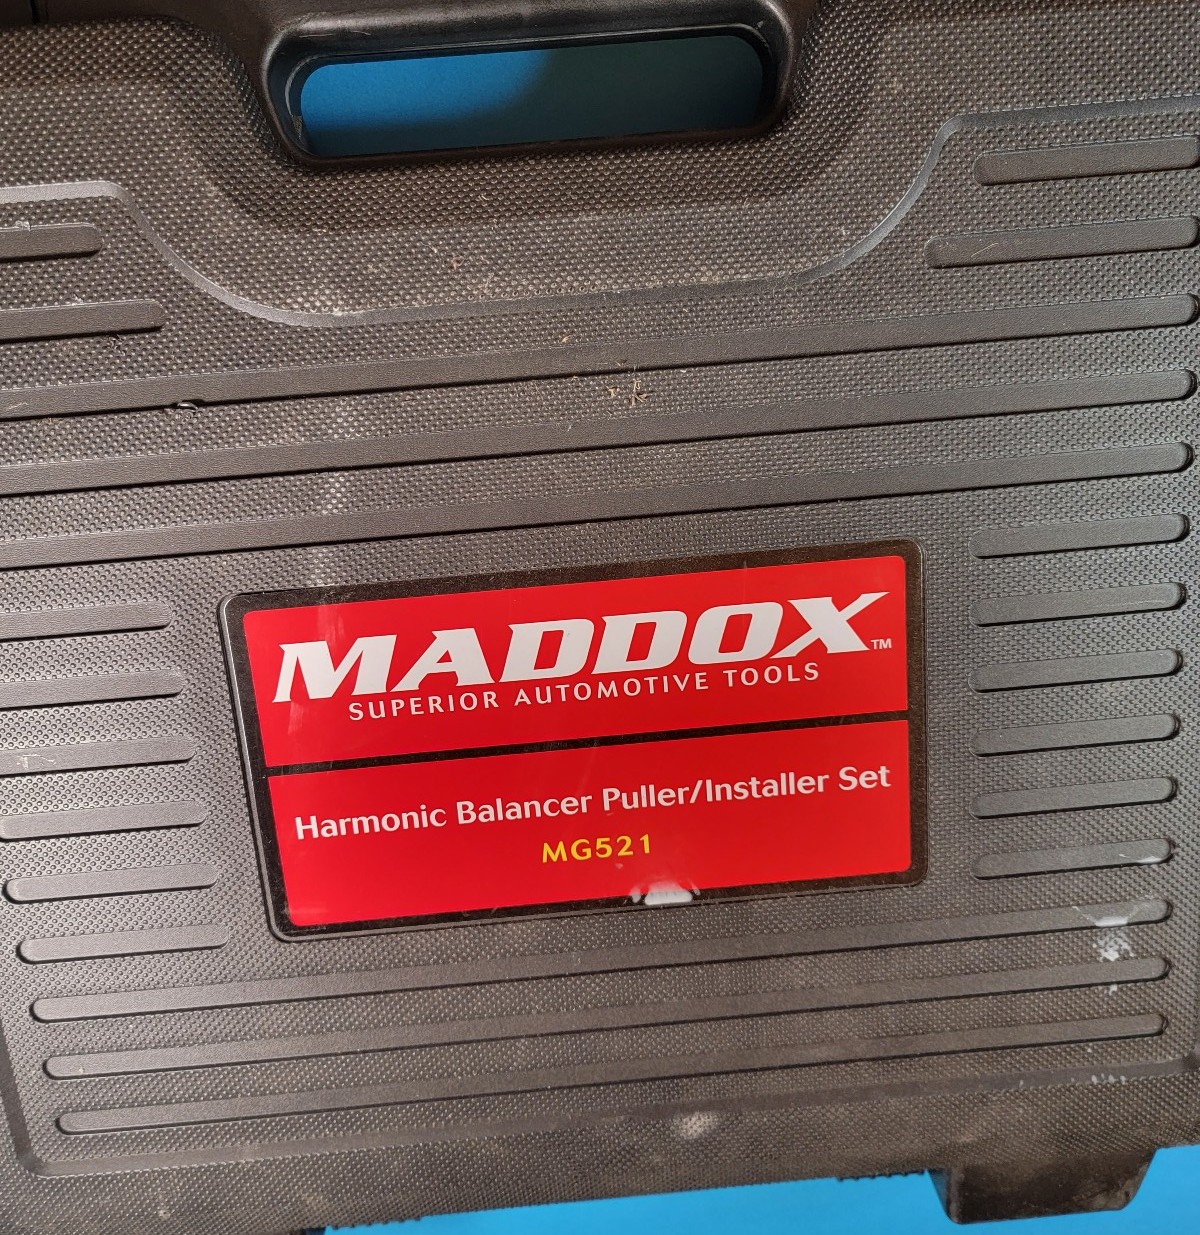 MADDOX™
SUPERIOR AUTOMOTIVE TOOLS
Harmonic Balancer Puller/Installer Set
MG521